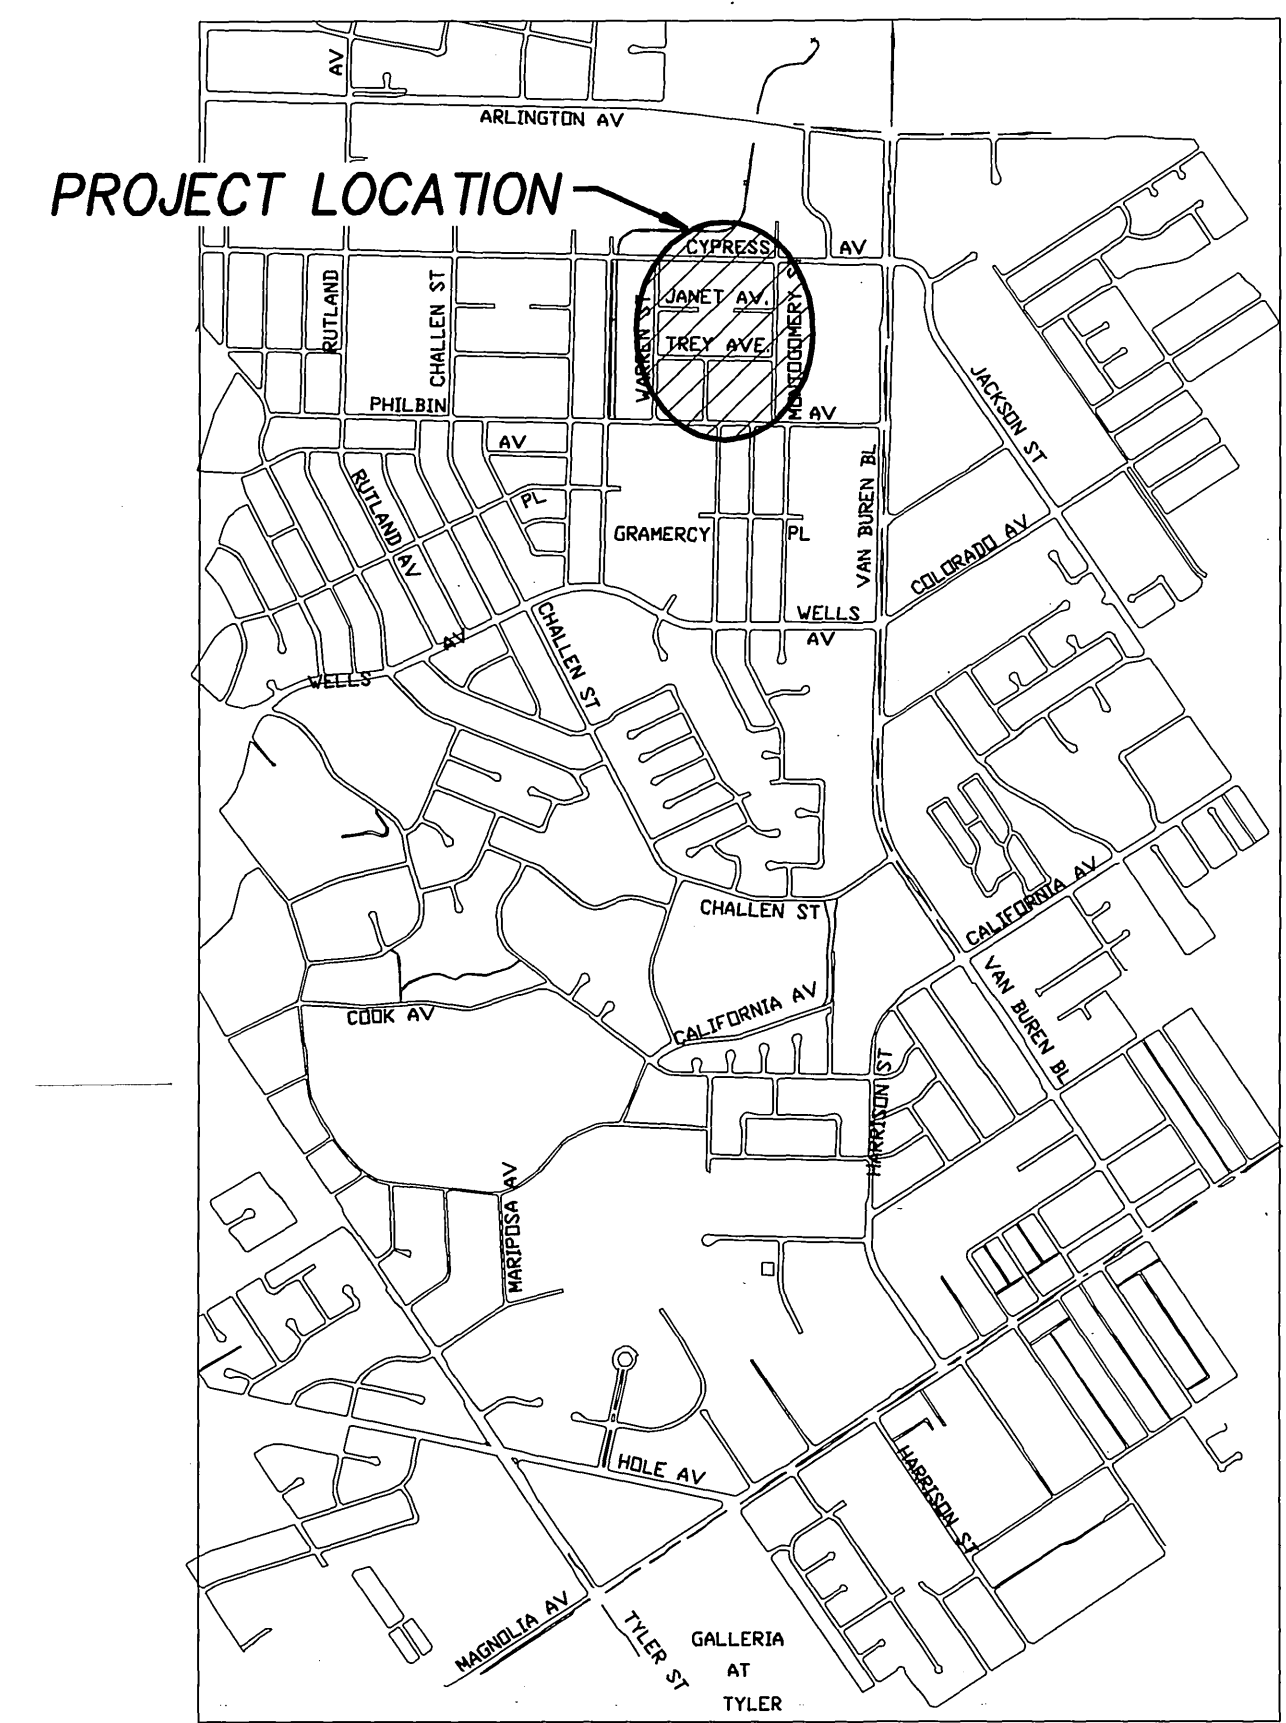 AV
ARLINGTON AV
PROJECT LOCATION
CYPRESS AV
RUTLAND
CHALLEN ST
WARREN ST
JANET AV.
MONTOGOMERY ST
TREY AVE.
JACKSON ST
PHILBIN AV
AV
RUTLAND AV
PL
GRAMERCY PL
VAN BUREN BL
COLORADO AV
WELLS
AV
CHALLEN ST
WELLS AV
CALIFORNIA AV
CHALLEN ST
VAN BUREN BL
CALIFORNIA AV
COOK AV
HARRISON ST
MARIPOSA AV
HOLE AV
HARRISON ST
MAGNOLIA AV
TYLER ST
GALLERIA
AT
TYLER